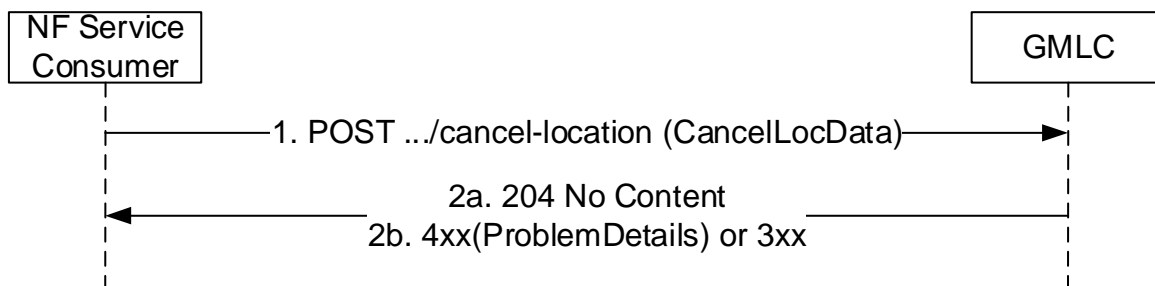 NF Service
Consumer
GMLC
1. POST .../cancel-location (CancelLocData)
2a. 204 No Content
2b. 4xx(ProblemDetails) or 3xx